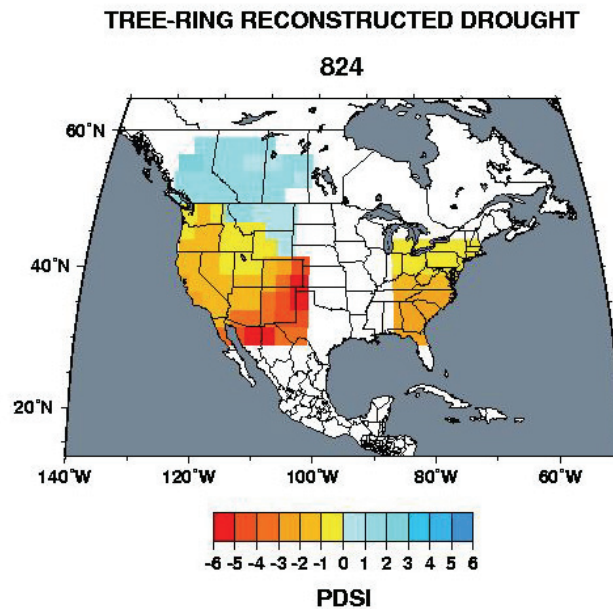 TREE-RING RECONSTRUCTED DROUGHT
824
60°N
40°N
20°N
140°W 120°W 100°W 80°W 60°W
-6 -5 -4 -3 -2 -1 0 1 2 3 4 5 6
PDSI